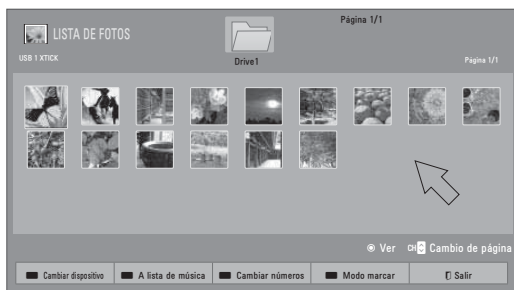 Página 1/1
LISTA DE FOTOS
USB 1 XTICK
Drive1
Página 1/1
Ver CH Cambio de página
Cambiar dispositivo A lista de música Cambiar números Modo marcar Salir